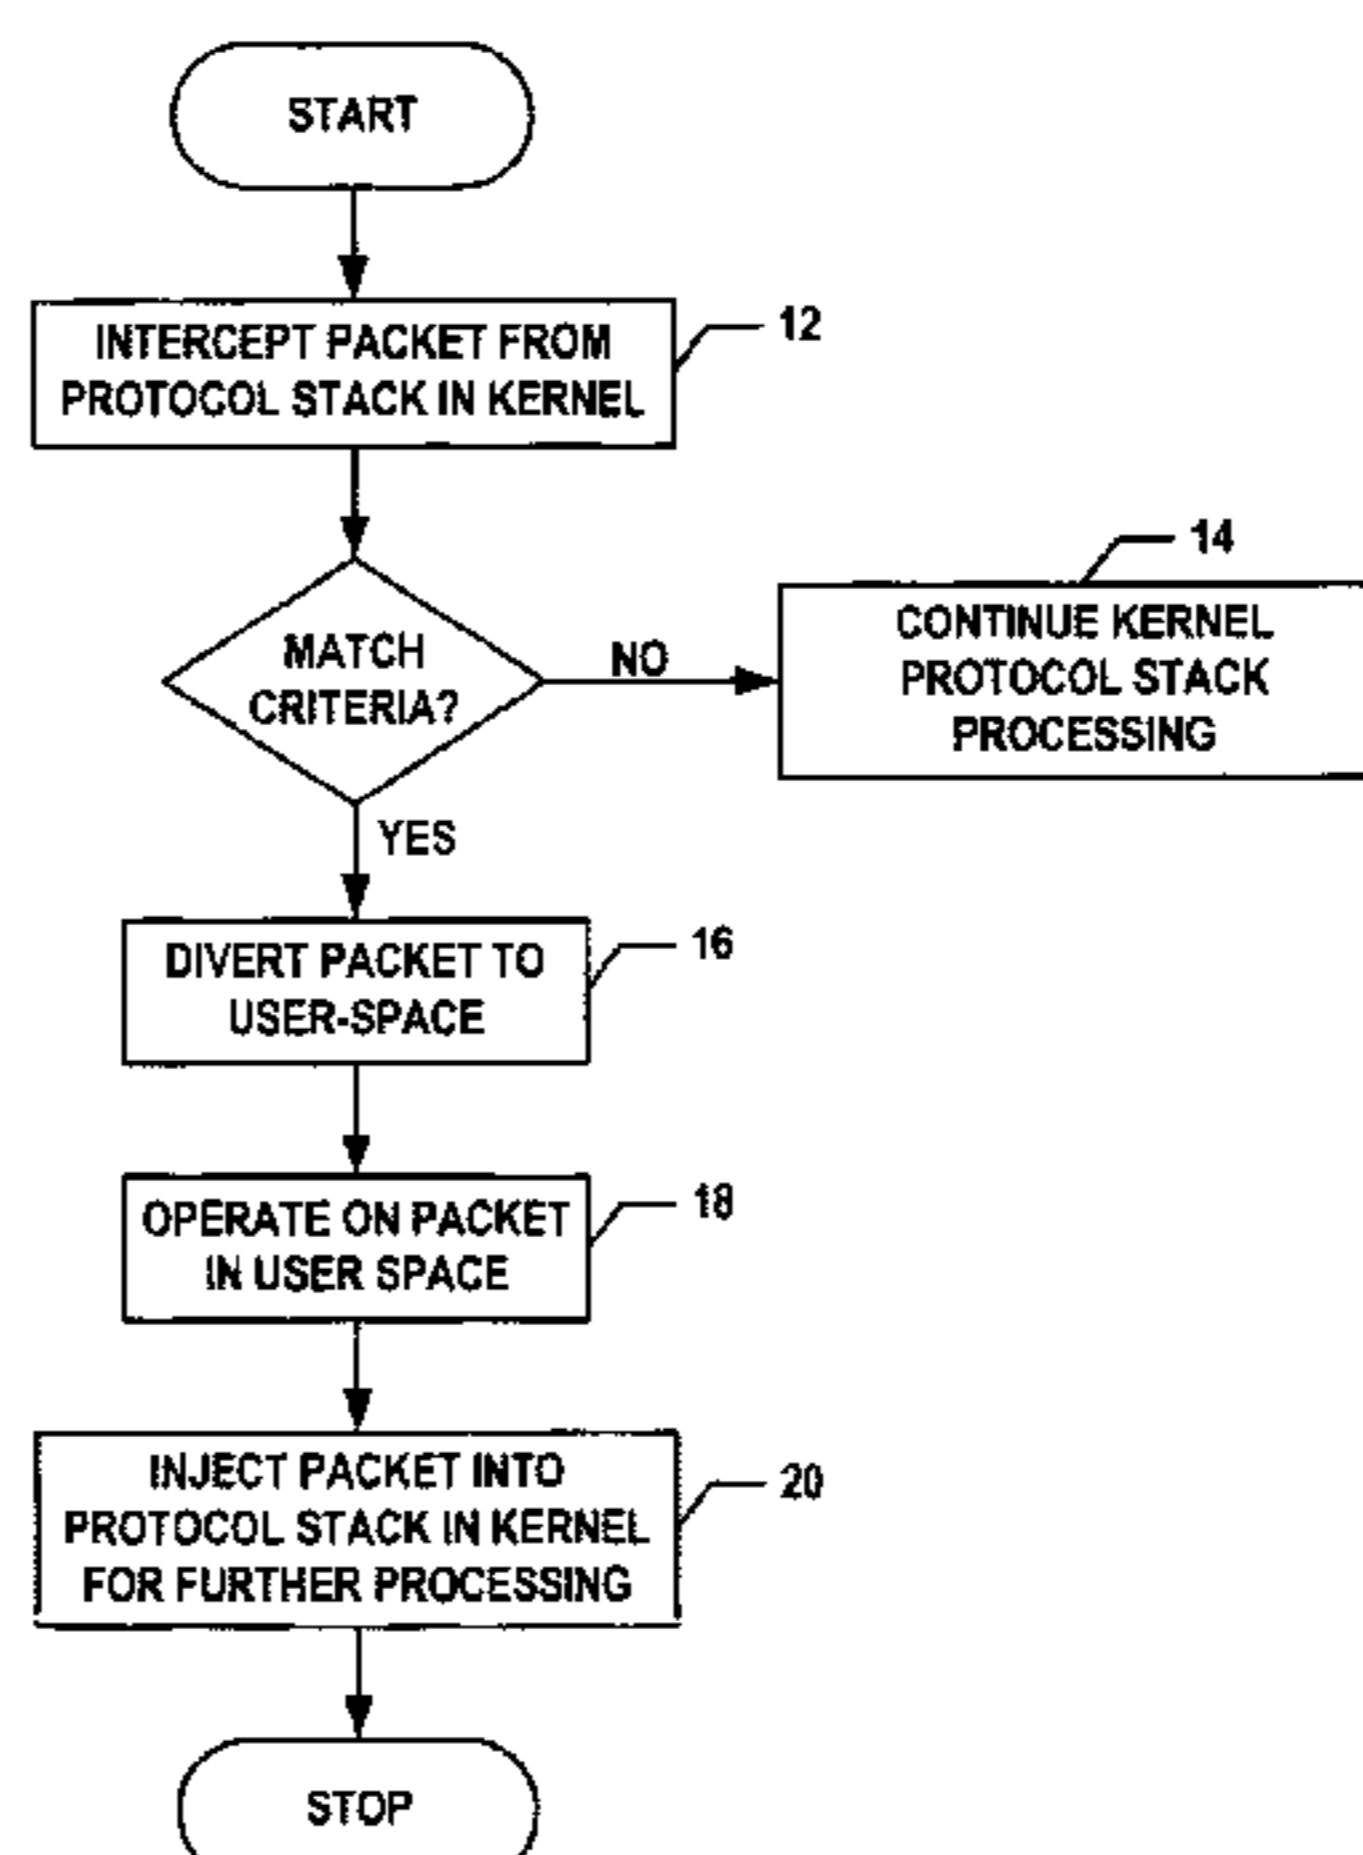 START
INTERCEPT PACKET FROM
PROTOCOL STACK IN KERNEL
12
MATCH
CRITERIA?
NO
14
CONTINUE KERNEL
PROTOCOL STACK
PROCESSING
YES
DIVERT PACKET TO
USER-SPACE
16
OPERATE ON PACKET
IN USER SPACE
18
INJECT PACKET INTO
PROTOCOL STACK IN KERNEL
FOR FURTHER PROCESSING
20
STOP